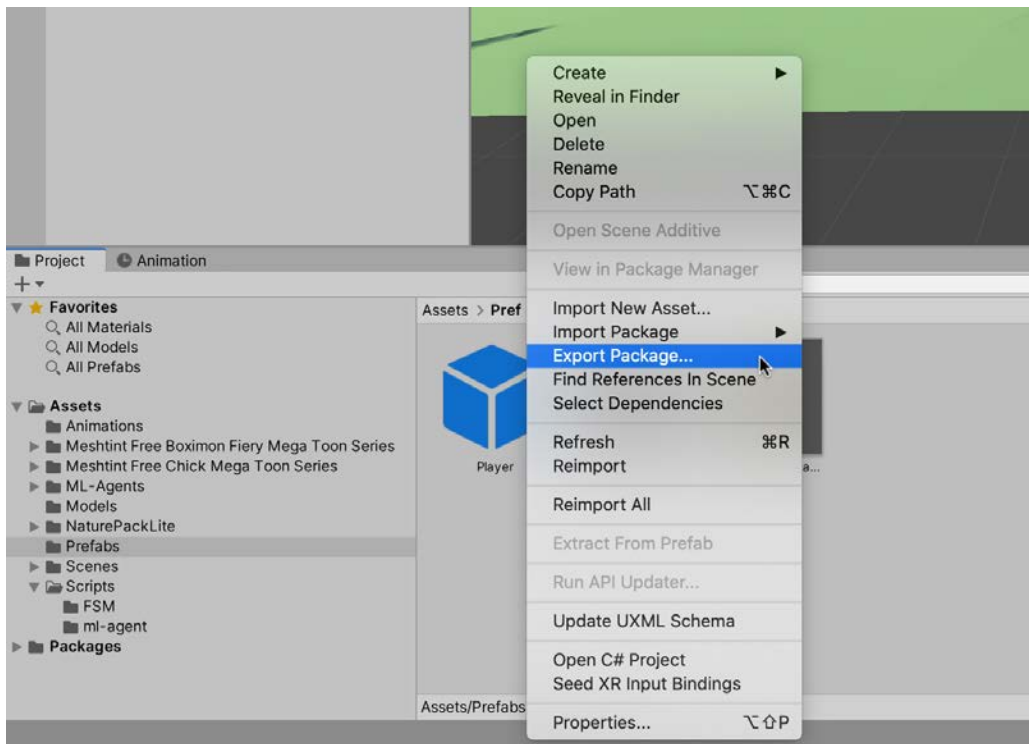 Create
Reveal in Finder
Open
Delete
Rename
Copy Path ⌥⌘C
Open Scene Additive
View in Package Manager
Import New Asset...
Import Package
Export Package...
Find References In Scene
Select Dependencies
Refresh ⌘R
Reimport
Reimport All
Extract From Prefab
Run API Updater...
Update UXML Schema
Open C# Project
Seed XR Input Bindings
Properties... ⌥⇧P
Project Animation
Favorites
All Materials
All Models
All Prefabs
Assets
Animations
Meshtint Free Boximon Fiery Mega Toon Series
Meshtint Free Chick Mega Toon Series
ML-Agents
Models
NaturePackLite
Prefabs
Scenes
Scripts
FSM
ml-agent
Packages
Assets > Pref
Player
a...
Assets/Prefabs